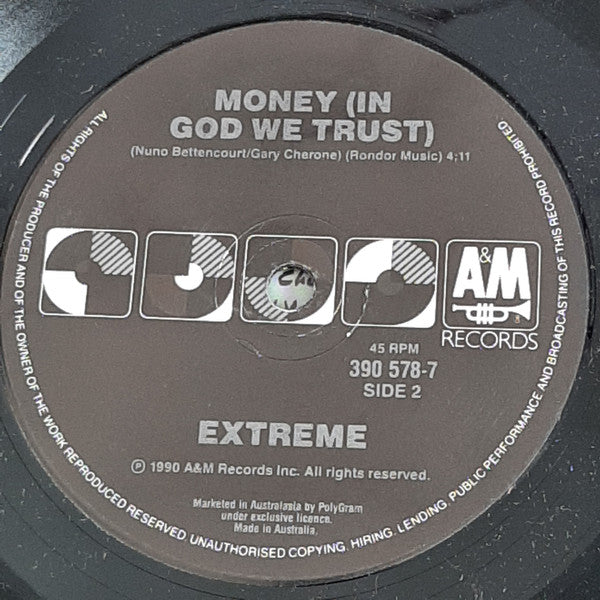 MONEY (IN
GOD WE TRUST)
(Nuno Bettencourt/Gary Cherone) (Rondor Music) 4:11
A&M
RECORDS
45 RPM
390 578-7
SIDE 2
EXTREME
℗ 1990 A&M Records Inc. All rights reserved.
Marketed in Australasia by PolyGram
under exclusive licence.
Made in Australia.
ALL RIGHTS OF THE PRODUCER AND OF THE OWNER OF THE WORK REPRODUCED RESERVED. UNAUTHORISED COPYING, HIRING, LENDING, PUBLIC PERFORMANCE AND BROADCASTING OF THIS RECORD PROHIBITED